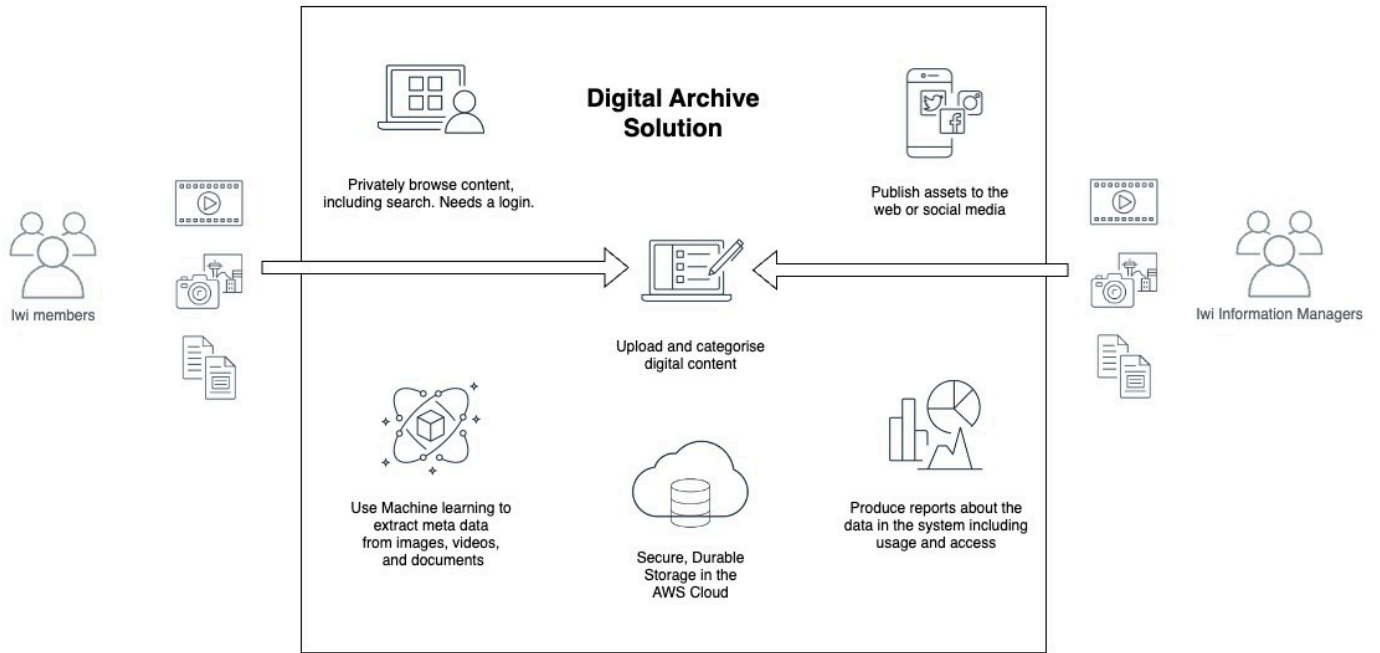 Digital Archive
Solution
Privately browse content,
including search. Needs a login.
Publish assets to the
web or social media
Iwi members
Iwi Information Managers
Upload and categorise
digital content
Use Machine learning to
extract meta data
from images, videos,
and documents
Secure, Durable
Storage in the
AWS Cloud
Produce reports about the
data in the system including
usage and access